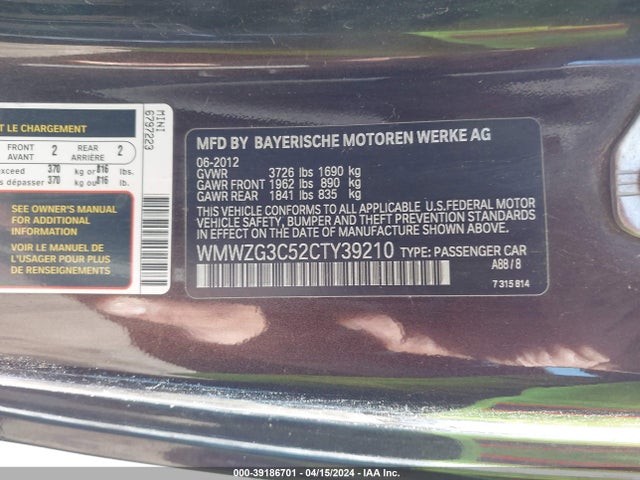 T LE CHARGEMENT
FRONT 2 REAR 2
AVANT ARRIÈRE
exceed 370 kg or 816 lbs.
s dépasser 370 kg ou 816 lb.
SEE OWNER'S MANUAL
FOR ADDITIONAL
INFORMATION
VOIR LE MANUEL DE
L'USAGER POUR PLUS DE
RENSEIGNEMENTS
MINI
6797223
MFD BY BAYERISCHE MOTOREN WERKE AG
06-2012
GVWR 3726 lbs 1690 kg
GAWR FRONT 1962 lbs 890 kg
GAWR REAR 1841 lbs 835 kg
THIS VEHICLE CONFORMS TO ALL APPLICABLE U.S.FEDERAL MOTOR
VEHICLE SAFETY, BUMPER, AND THEFT PREVENTION STANDARDS
IN EFFECT ON THE DATE OF MANUFACTURE SHOWN ABOVE.
WMWZG3C52CTY39210 TYPE: PASSENGER CAR
A88 / 8
7 315 814
000-39186701 - 04/15/2024 - IAA Inc.